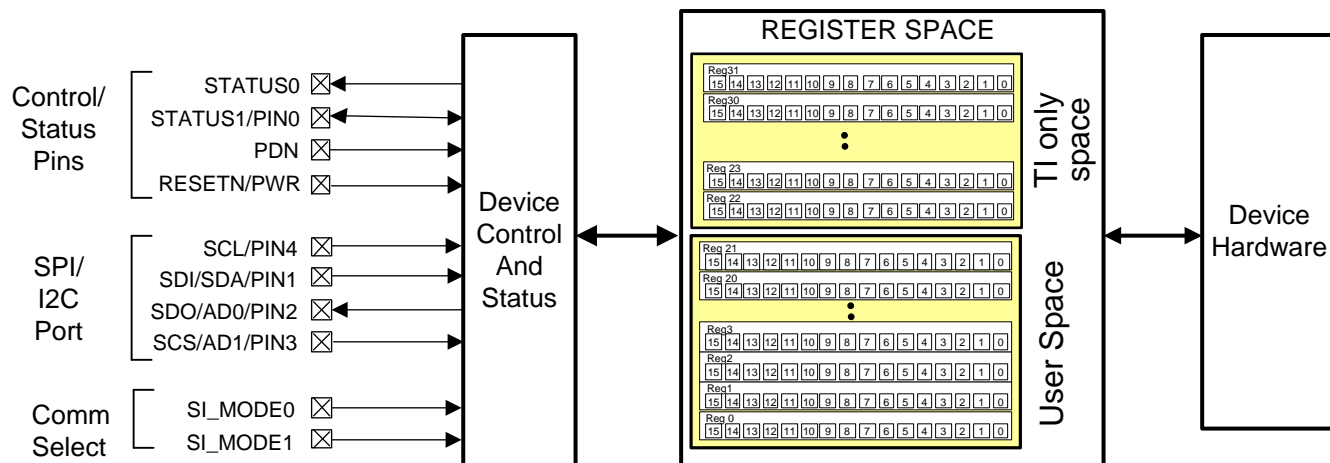 Control/
Status
Pins
STATUS0
STATUS1/PIN0
PDN
RESETN/PWR
SPI/
I2C
Port
SCL/PIN4
SDI/SDA/PIN1
SDO/AD0/PIN2
SCS/AD1/PIN3
Comm
Select
SI_MODE0
SI_MODE1
Device
Control
And
Status
REGISTER SPACE
Reg31
15 14 13 12 11 10 9 8 7 6 5 4 3 2 1 0
Reg30
15 14 13 12 11 10 9 8 7 6 5 4 3 2 1 0
Reg 23
15 14 13 12 11 10 9 8 7 6 5 4 3 2 1 0
Reg 22
15 14 13 12 11 10 9 8 7 6 5 4 3 2 1 0
TI only
space
Reg 21
15 14 13 12 11 10 9 8 7 6 5 4 3 2 1 0
Reg 20
15 14 13 12 11 10 9 8 7 6 5 4 3 2 1 0
Reg3
15 14 13 12 11 10 9 8 7 6 5 4 3 2 1 0
Reg2
15 14 13 12 11 10 9 8 7 6 5 4 3 2 1 0
Reg1
15 14 13 12 11 10 9 8 7 6 5 4 3 2 1 0
Reg 0
15 14 13 12 11 10 9 8 7 6 5 4 3 2 1 0
User Space
Device
Hardware